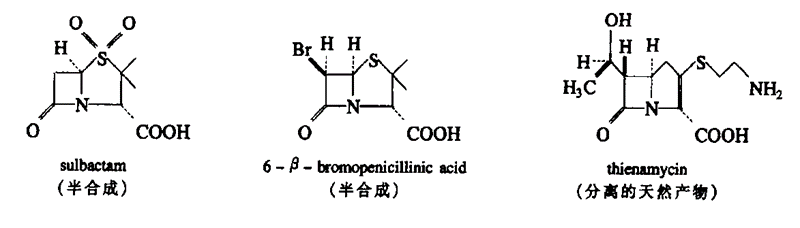 OH
O O
H S
N
O COOH
Br H H S
N
O COOH
H H H
H₃C
S
NH₂
N
O COOH
sulbactam
(半合成)
6-β-bromopenicillinic acid
(半合成)
thienamycin
(分离的天然产物)